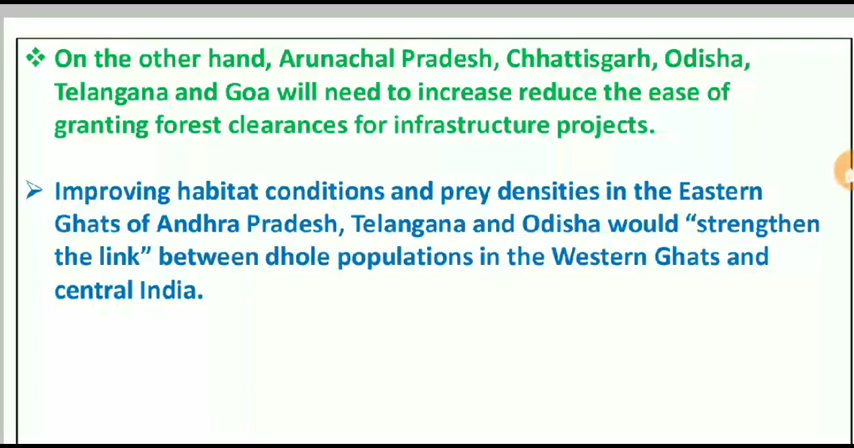 ❖ On the other hand, Arunachal Pradesh, Chhattisgarh, Odisha,
Telangana and Goa will need to increase reduce the ease of
granting forest clearances for infrastructure projects.
➢ Improving habitat conditions and prey densities in the Eastern
Ghats of Andhra Pradesh, Telangana and Odisha would “strengthen
the link” between dhole populations in the Western Ghats and
central India.